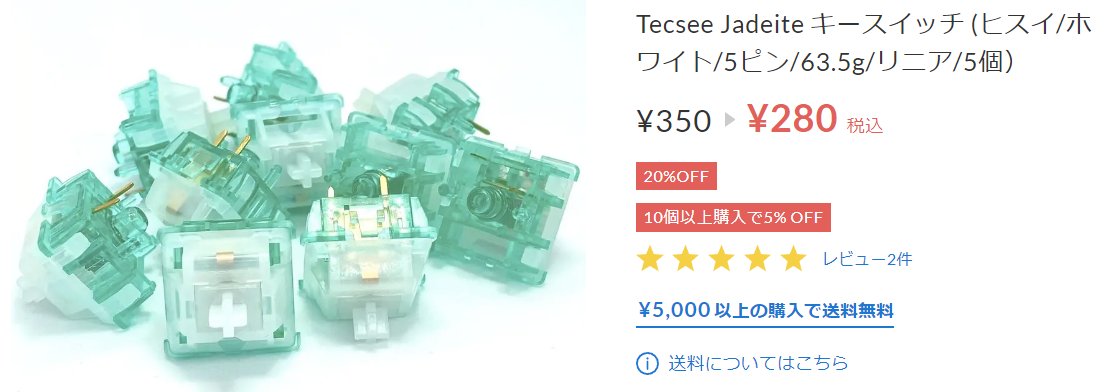 Tecsee Jadeite キースイッチ (ヒスイ/ホ
ワイト/5ピン/63.5g/リニア/5個）
¥350 ¥280 税込
20%OFF
10個以上購入で5% OFF
レビュー2件
¥5,000 以上の購入で送料無料
送料についてはこちら